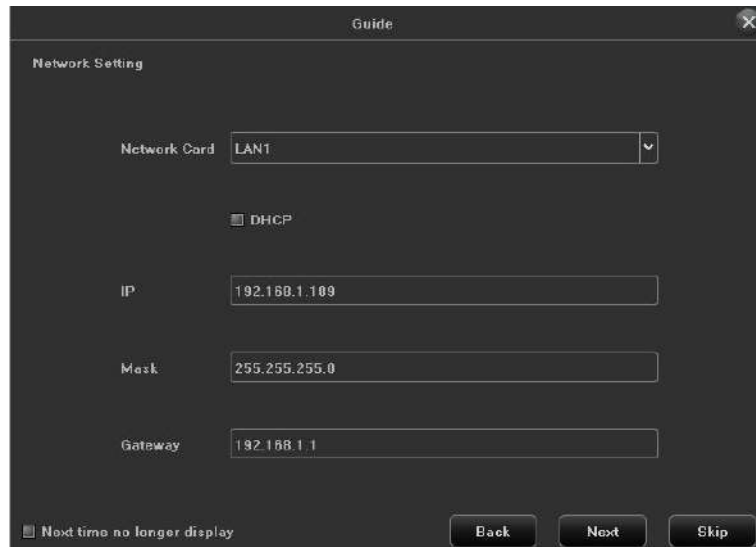 Guide
Network Setting
Network Card LAN1
DHCP
IP 192.168.1.109
Mask 255.255.255.0
Gateway 192.168.1.1
Next time no longer display Back Next Skip